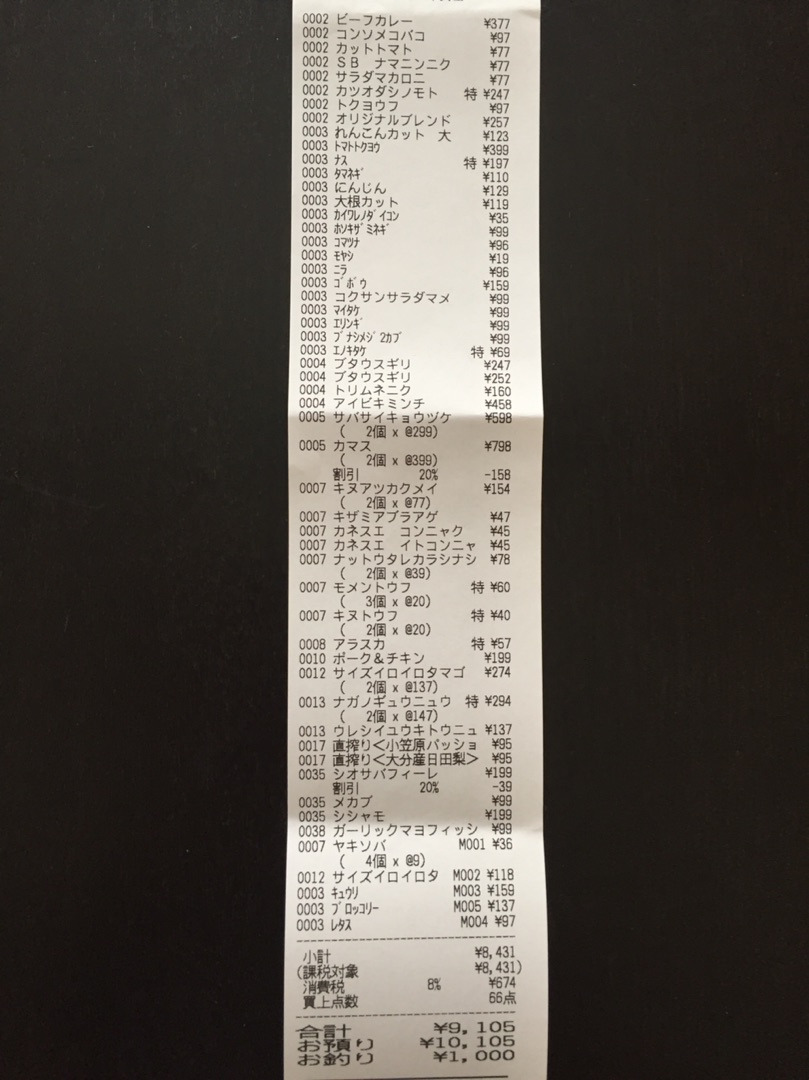 0002 ビーフカレー ¥377
0002 コンソメコバコ ¥97
0002 カットトマト ¥77
0002 SB ナマニンニク ¥77
0002 サラダマカロニ ¥77
0002 カツオダシノモト 特 ¥247
0002 トクヨウフ ¥97
0002 オリジナルブレンド ¥257
0003 れんこんカット 大 ¥123
0003 トマトトクヨウ ¥399
0003 ナス 特 ¥197
0003 タマネギ ¥110
0003 にんじん ¥129
0003 大根カット ¥119
0003 カイワレノダイコン ¥35
0003 ホソキザミネギ ¥99
0003 コマツナ ¥96
0003 モヤシ ¥19
0003 ニラ ¥96
0003 ゴボウ ¥159
0003 コクサンサラダマメ ¥99
0003 マイタケ ¥99
0003 エリンギ ¥99
0003 ブナシメジ2カブ ¥99
0003 エノキタケ 特 ¥69
0004 ブタウスギリ ¥247
0004 ブタウスギリ ¥252
0004 トリムネニク ¥160
0004 アイビキミンチ ¥458
0005 サバサイキョウヅケ ¥598
( 2個 x @299)
0005 カマス ¥798
( 2個 x @399)
割引 20% -158
0007 キヌアツカクメイ ¥154
( 2個 x @77)
0007 キザミアブラアゲ ¥47
0007 カネスエ コンニャク ¥45
0007 カネスエ イトコンニャ ¥45
0007 ナットウタレカラシナシ ¥78
( 2個 x @39)
0007 モメントウフ 特 ¥60
( 3個 x @20)
0007 キヌトウフ 特 ¥40
( 2個 x @20)
0008 アラスカ 特 ¥57
0010 ポーク&チキン ¥199
0012 サイズイロイロタマゴ ¥274
( 2個 x @137)
0013 ナガノギュウニュウ 特 ¥294
( 2個 x @147)
0013 ウレシイユウキトウニュ ¥137
0017 直搾り<小笠原パッショ ¥95
0017 直搾り<大分産日田梨> ¥95
0035 シオサバフィーレ ¥199
割引 20% -39
0035 メカブ ¥99
0035 シシャモ ¥199
0038 ガーリックマヨフィッシ ¥99
0007 ヤキソバ M001 ¥36
( 4個 x @9)
0012 サイズイロイロタ M002 ¥118
0003 キュウリ M003 ¥159
0003 ブロッコリー M005 ¥137
0003 レタス M004 ¥97
小計 ¥8,431
(課税対象 ¥8,431)
消費税 8% ¥674
買上点数 66点
合計 ¥9,105
お預り ¥10,105
お釣り ¥1,000